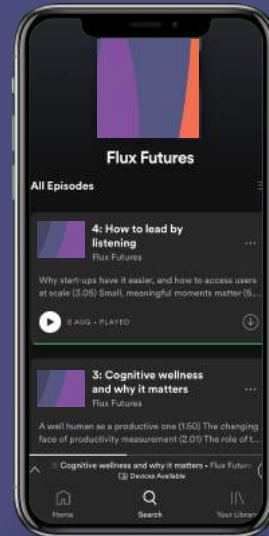 Flux Futures
All Episodes
4: How to lead by
listening
Flux Futures
Why start-ups have it easier, and how to access users
at scale (3.05) Small, meaningful moments matter (6...
8 AUG • PLAYED
3: Cognitive wellness
and why it matters
Flux Futures
A well human as a productive one (1.50) The changing
face of productivity measurement (2.01) The role of t...
Cognitive wellness and why it matters • Flux Futur
Devices Available
Home
Search
Your Librar